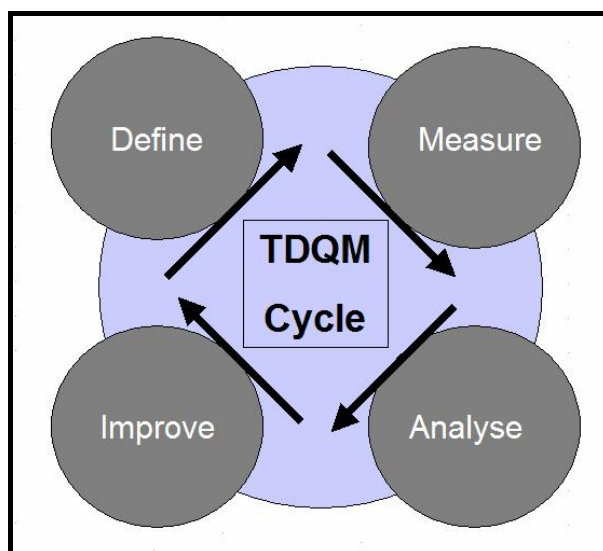 Define
Measure
TDQM
Cycle
Improve
Analyse